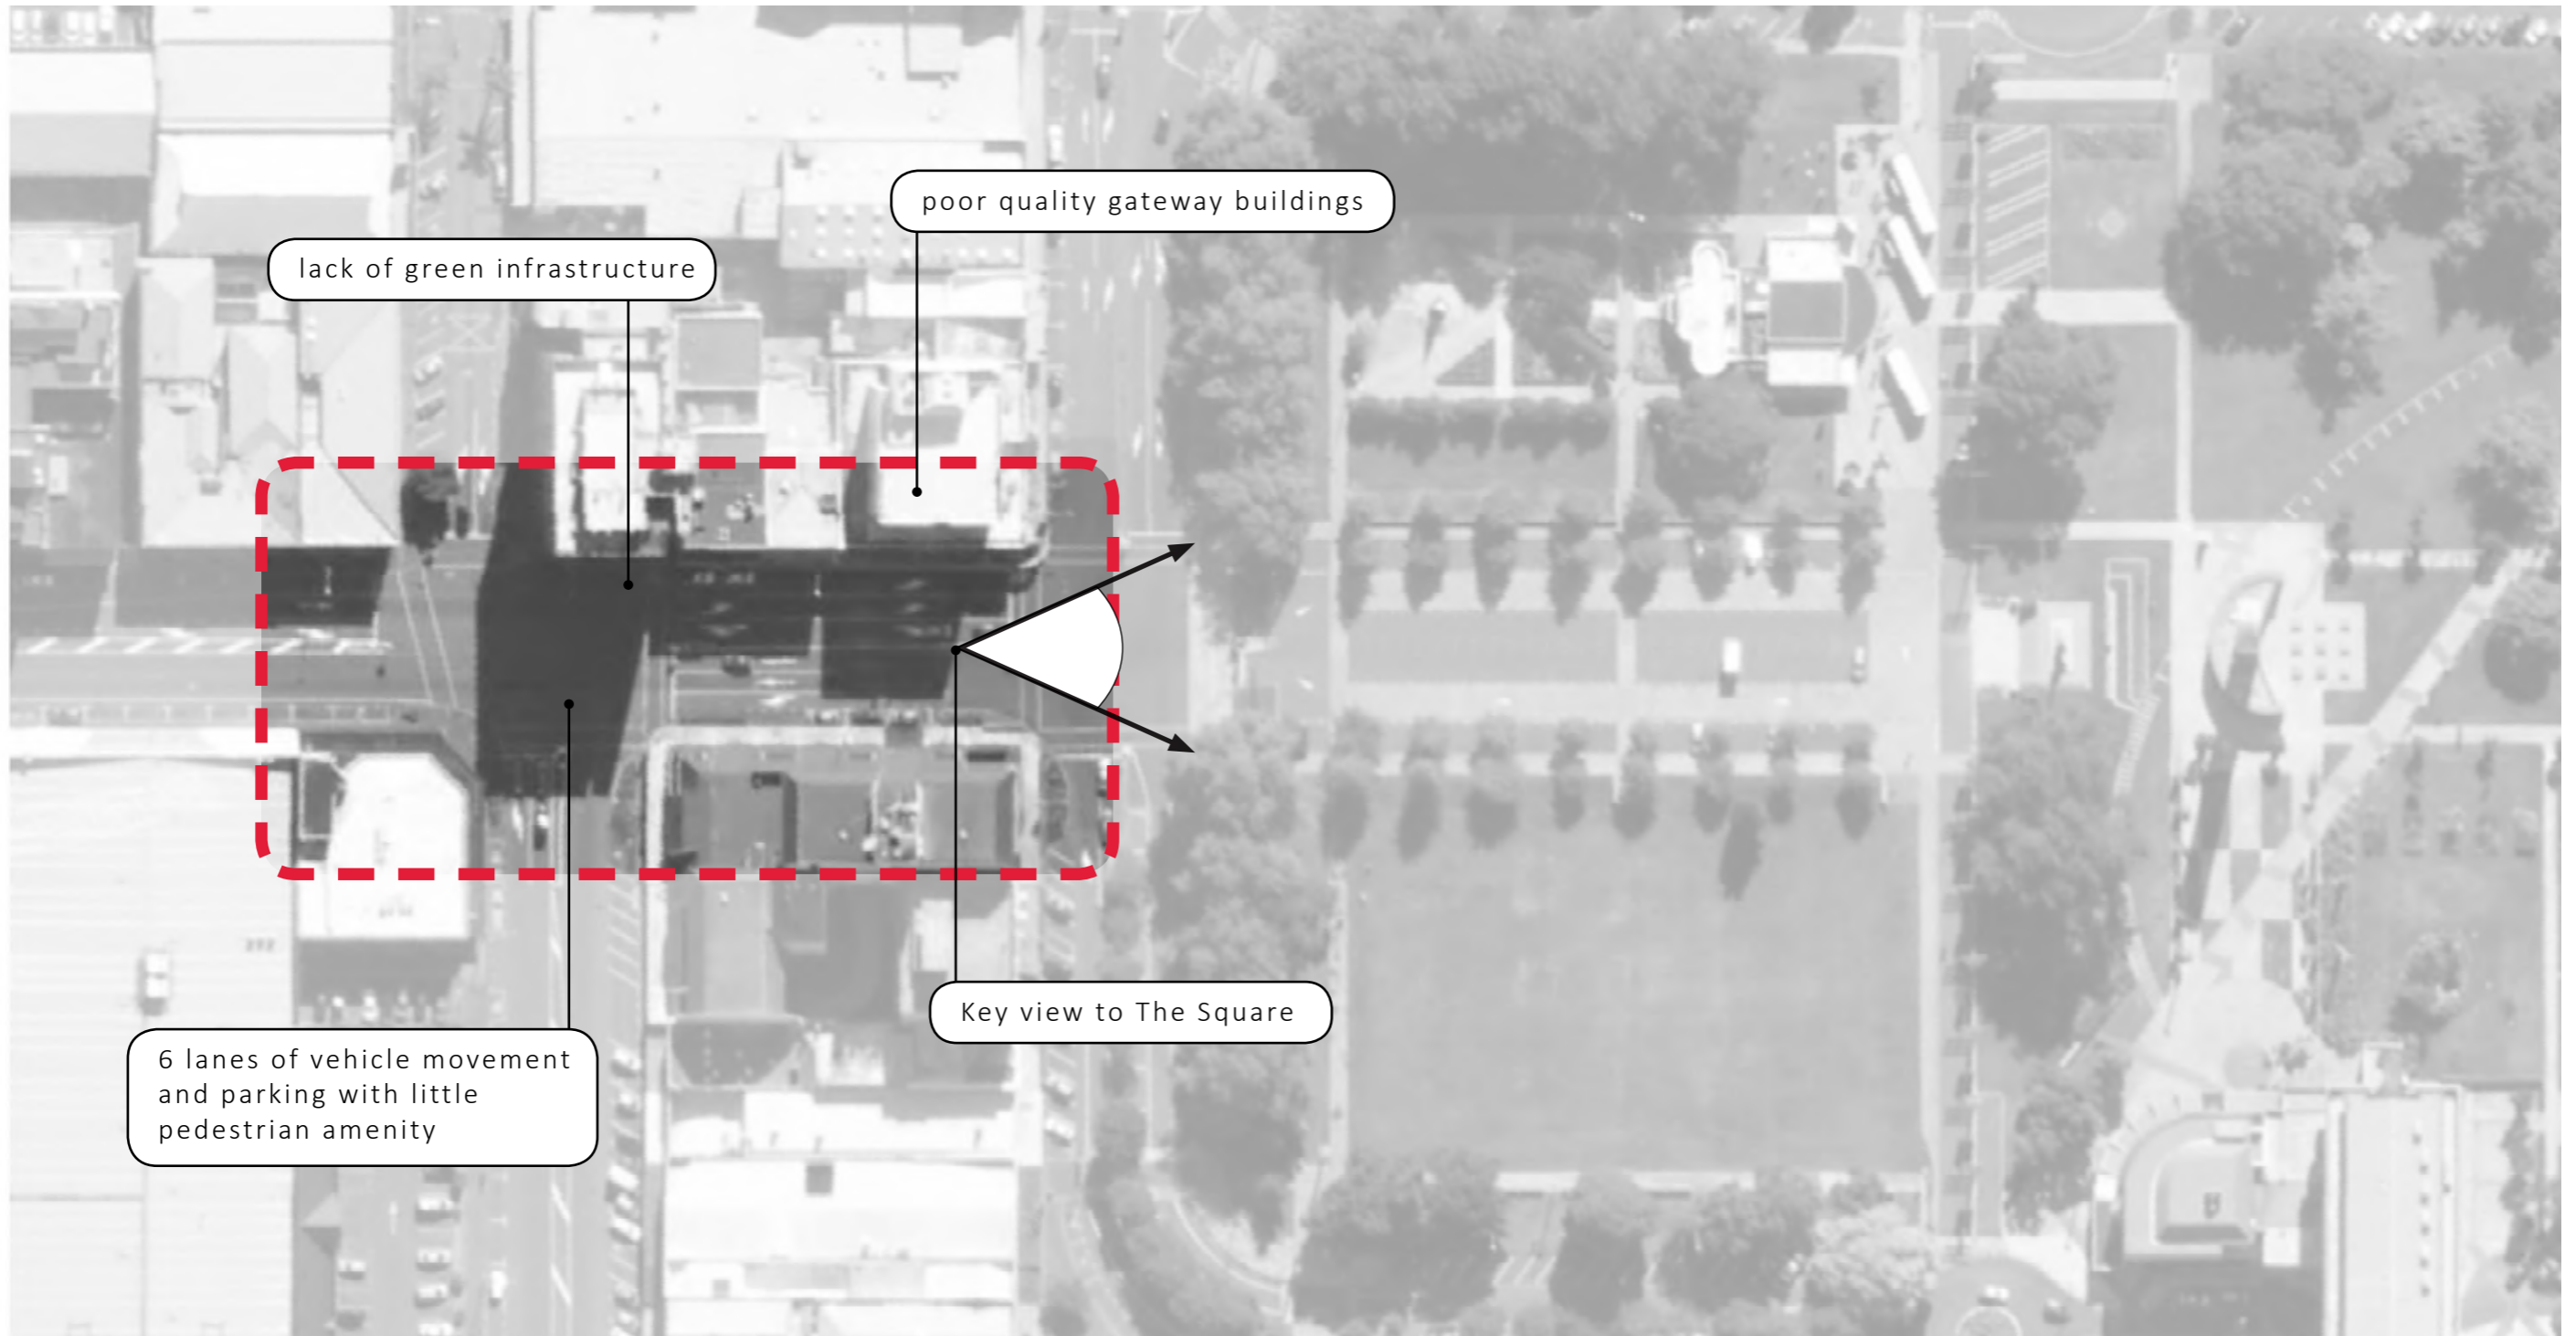 poor quality gateway buildings
lack of green infrastructure
Key view to The Square
6 lanes of vehicle movement
and parking with little
pedestrian amenity